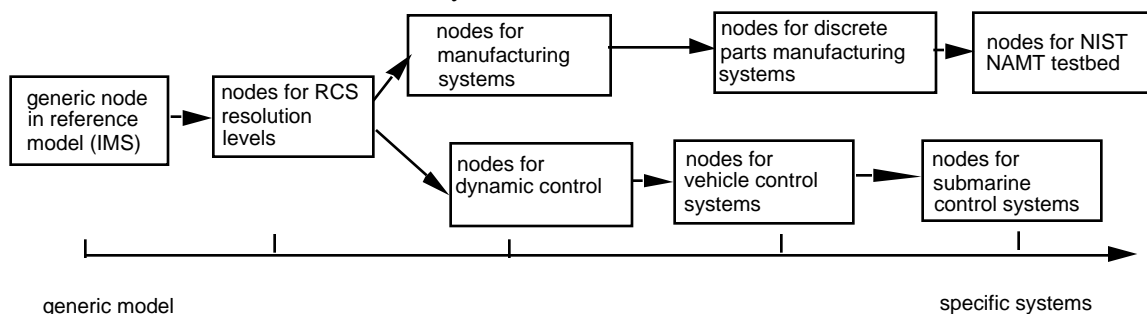 nodes for
manufacturing
systems
nodes for discrete
parts manufacturing
systems
nodes for NIST
NAMT testbed
generic node
in reference
model (IMS)
nodes for RCS
resolution
levels
nodes for
dynamic control
nodes for
vehicle control
systems
nodes for
submarine
control systems
generic model
specific systems